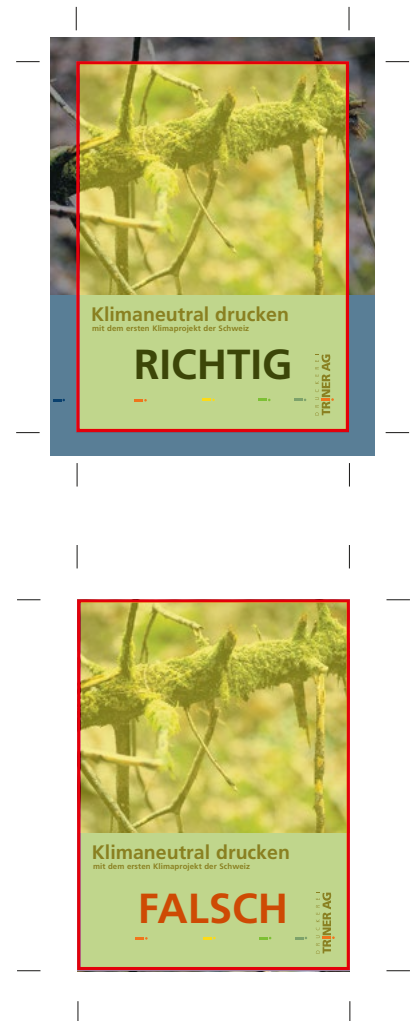 Klimaneutral drucken
mit dem ersten Klimaprojekt der Schweiz
RICHTIG
DRUCKEREI
TRINER AG
Klimaneutral drucken
mit dem ersten Klimaprojekt der Schweiz
FALSCH
DRUCKEREI
TRINER AG